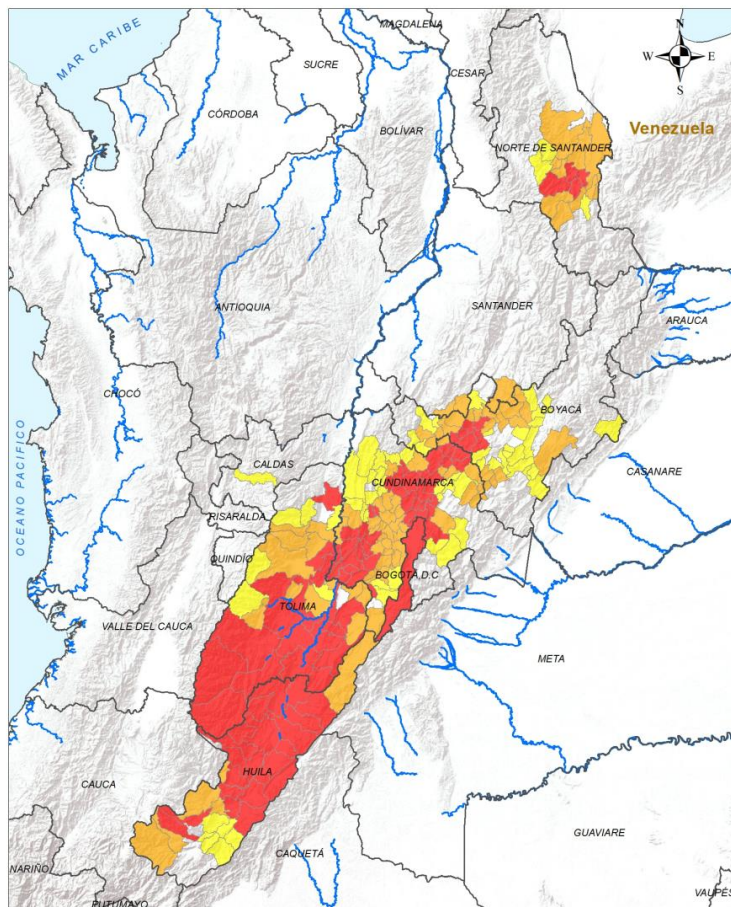 MAGDALENA
MAR CARIBE
SUCRE
CESAR
N
W
E
S
CÓRDOBA
BOLÍVAR
Venezuela
NORTE DE SANTANDER
ANTIOQUIA
SANTANDER
ARAUCA
CHOCÓ
BOYACÁ
OCEANO PACIFICO
CALDAS
CUNDINAMARCA
CASANARE
RISARALDA
QUINDÍO
BOGOTÁ, D.C
TOLIMA
VALLE DEL CAUCA
META
HUILA
CAUCA
GUAVIARE
CAQUETÁ
NARIÑO
PUTUMAYO
VAUPÉS